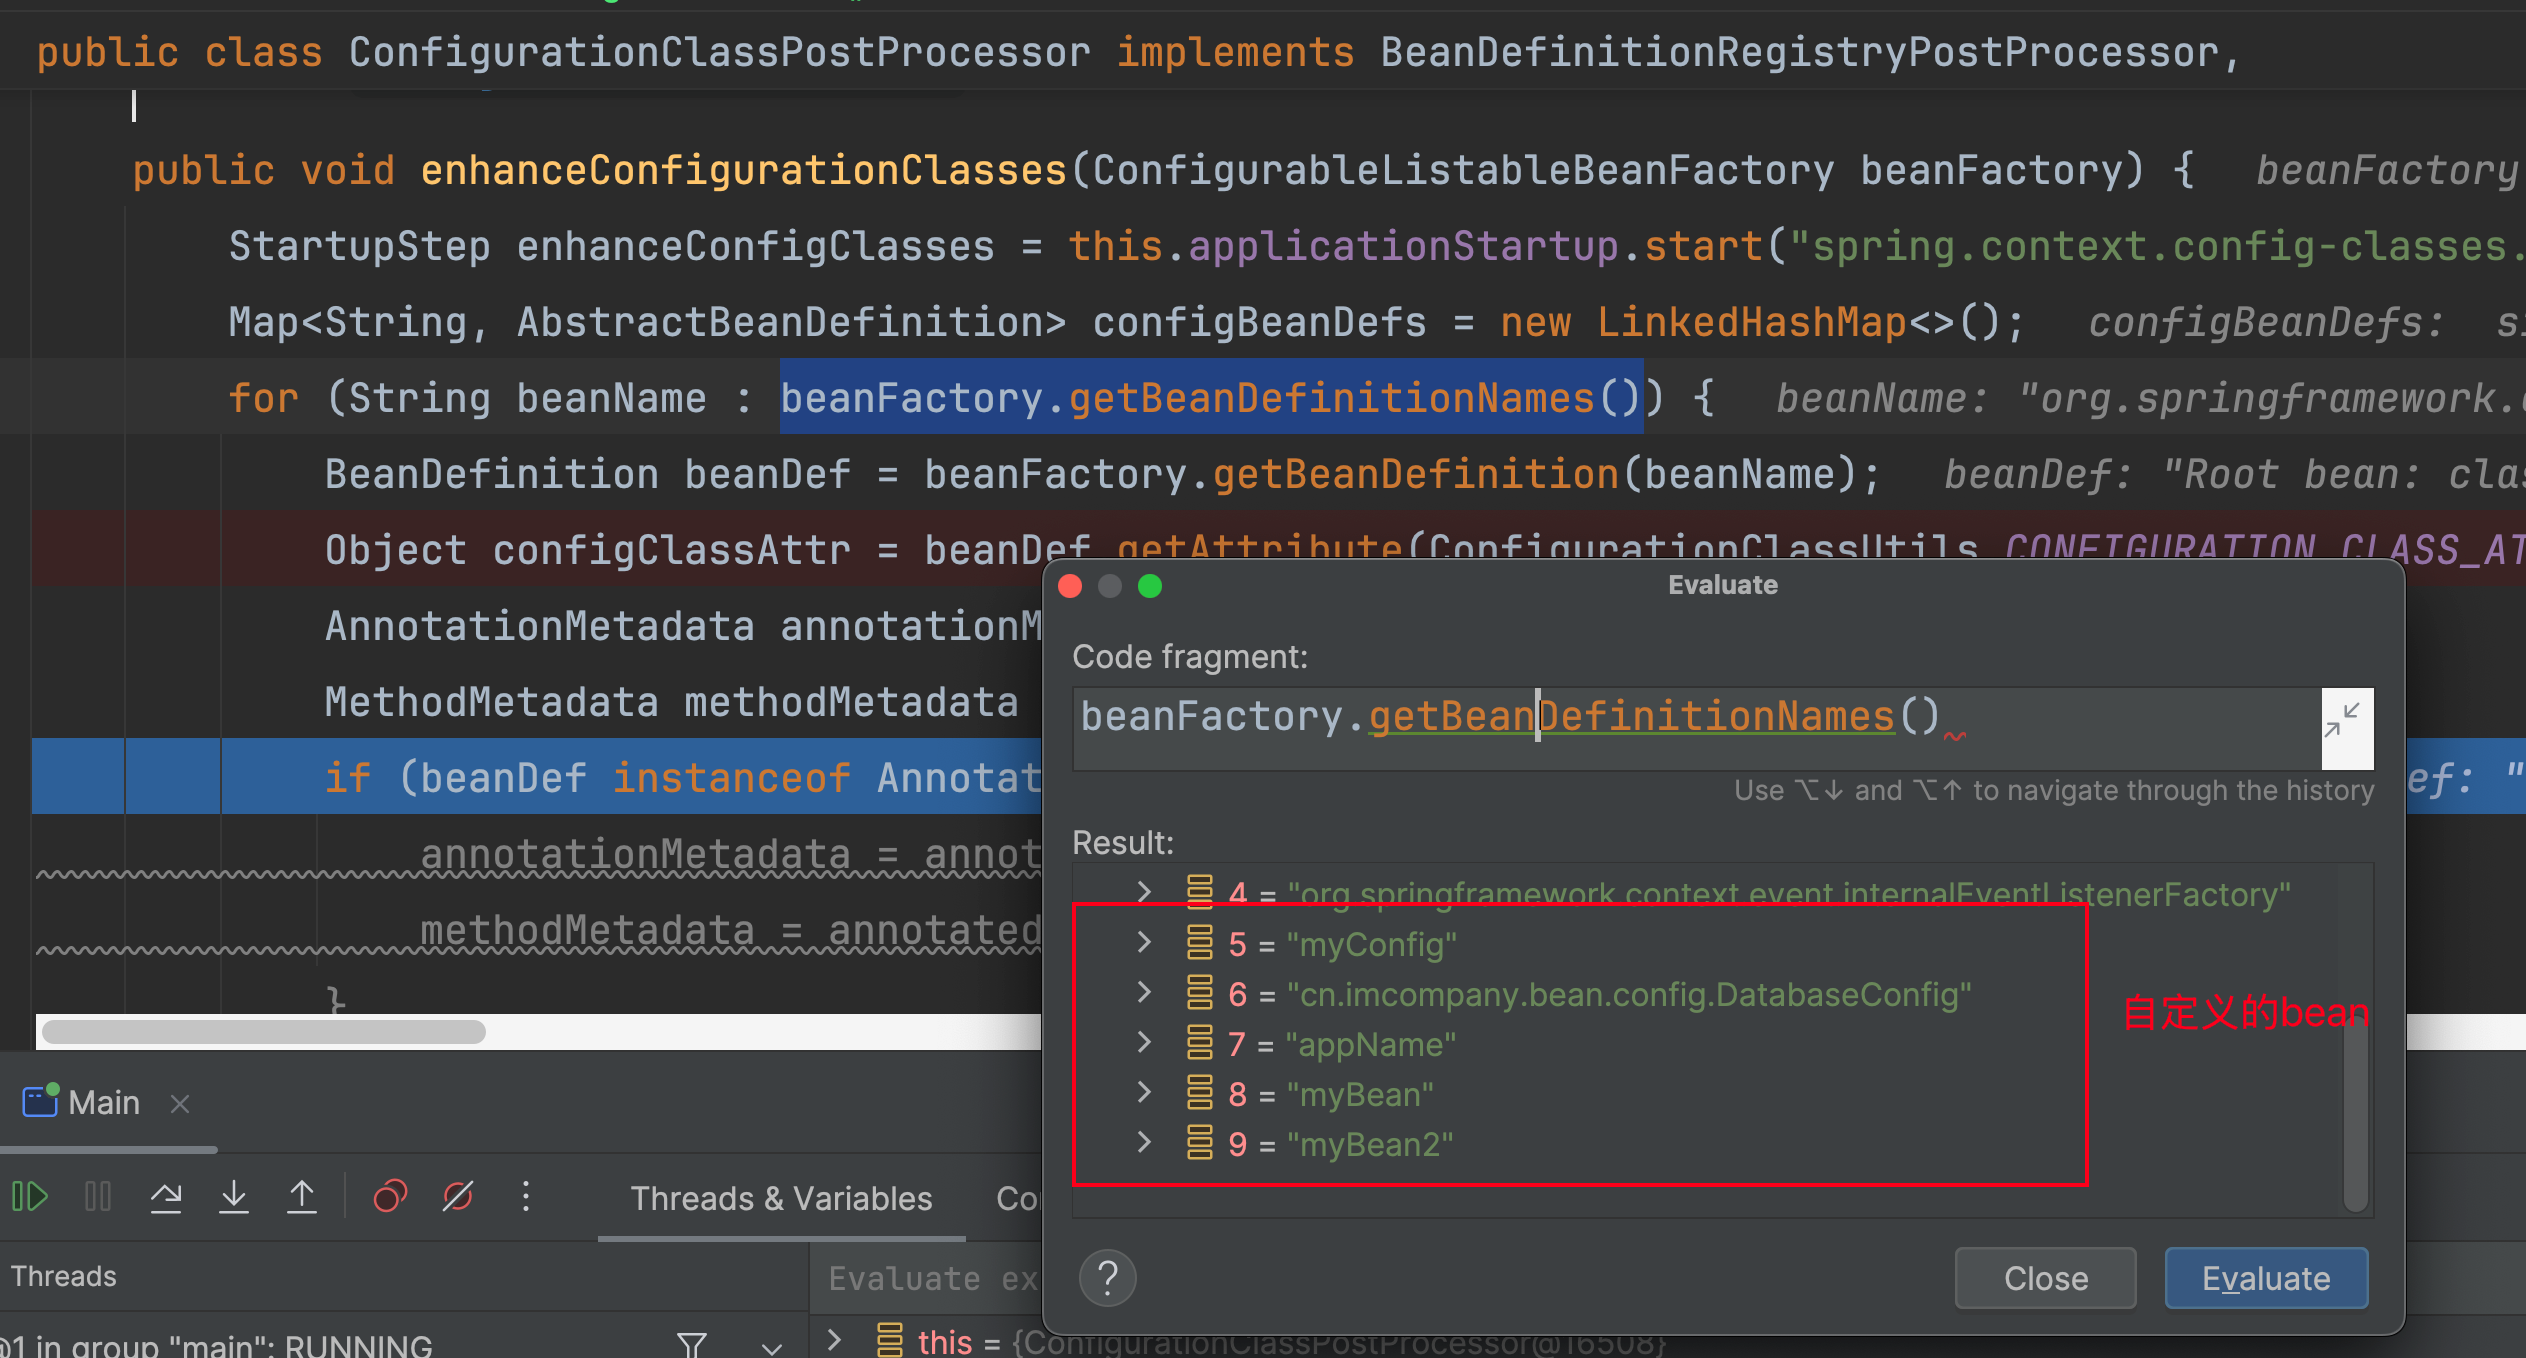 public class ConfigurationClassPostProcessor implements BeanDefinitionRegistryPostProcessor,
public void enhanceConfigurationClasses(ConfigurableListableBeanFactory beanFactory) { beanFactory
StartupStep enhanceConfigClasses = this.applicationStartup.start("spring.context.config-classes.
Map<String, AbstractBeanDefinition> configBeanDefs = new LinkedHashMap<>(); configBeanDefs:
for (String beanName : beanFactory.getBeanDefinitionNames()) { beanName: "org.springframework.
BeanDefinition beanDef = beanFactory.getBeanDefinition(beanName); beanDef: "Root bean: clas
Object configClassAttr = beanDef.getAttribute(ConfigurationClassUtils.CONFIGURATION_CLASS_AT
AnnotationMetadata annotationM
MethodMetadata methodMetadata
if (beanDef instanceof Annotat
ef: "
annotationMetadata = annot
methodMetadata = annotated
}
Evaluate
Code fragment:
beanFactory.getBeanDefinitionNames()
Use ⌥↓ and ⌥↑ to navigate through the history
Result:
4 = "org.springframework.context.event.internalEventListenerFactory"
5 = "myConfig"
6 = "cn.imcompany.bean.config.DatabaseConfig"
7 = "appName"
8 = "myBean"
9 = "myBean2"
自定义的bean
? Close Evaluate
Main ×
Threads & Variables Co
Threads
Evaluate ex
@1 in group "main": RUNNING
this = {ConfigurationClassPostProcessor@16508}